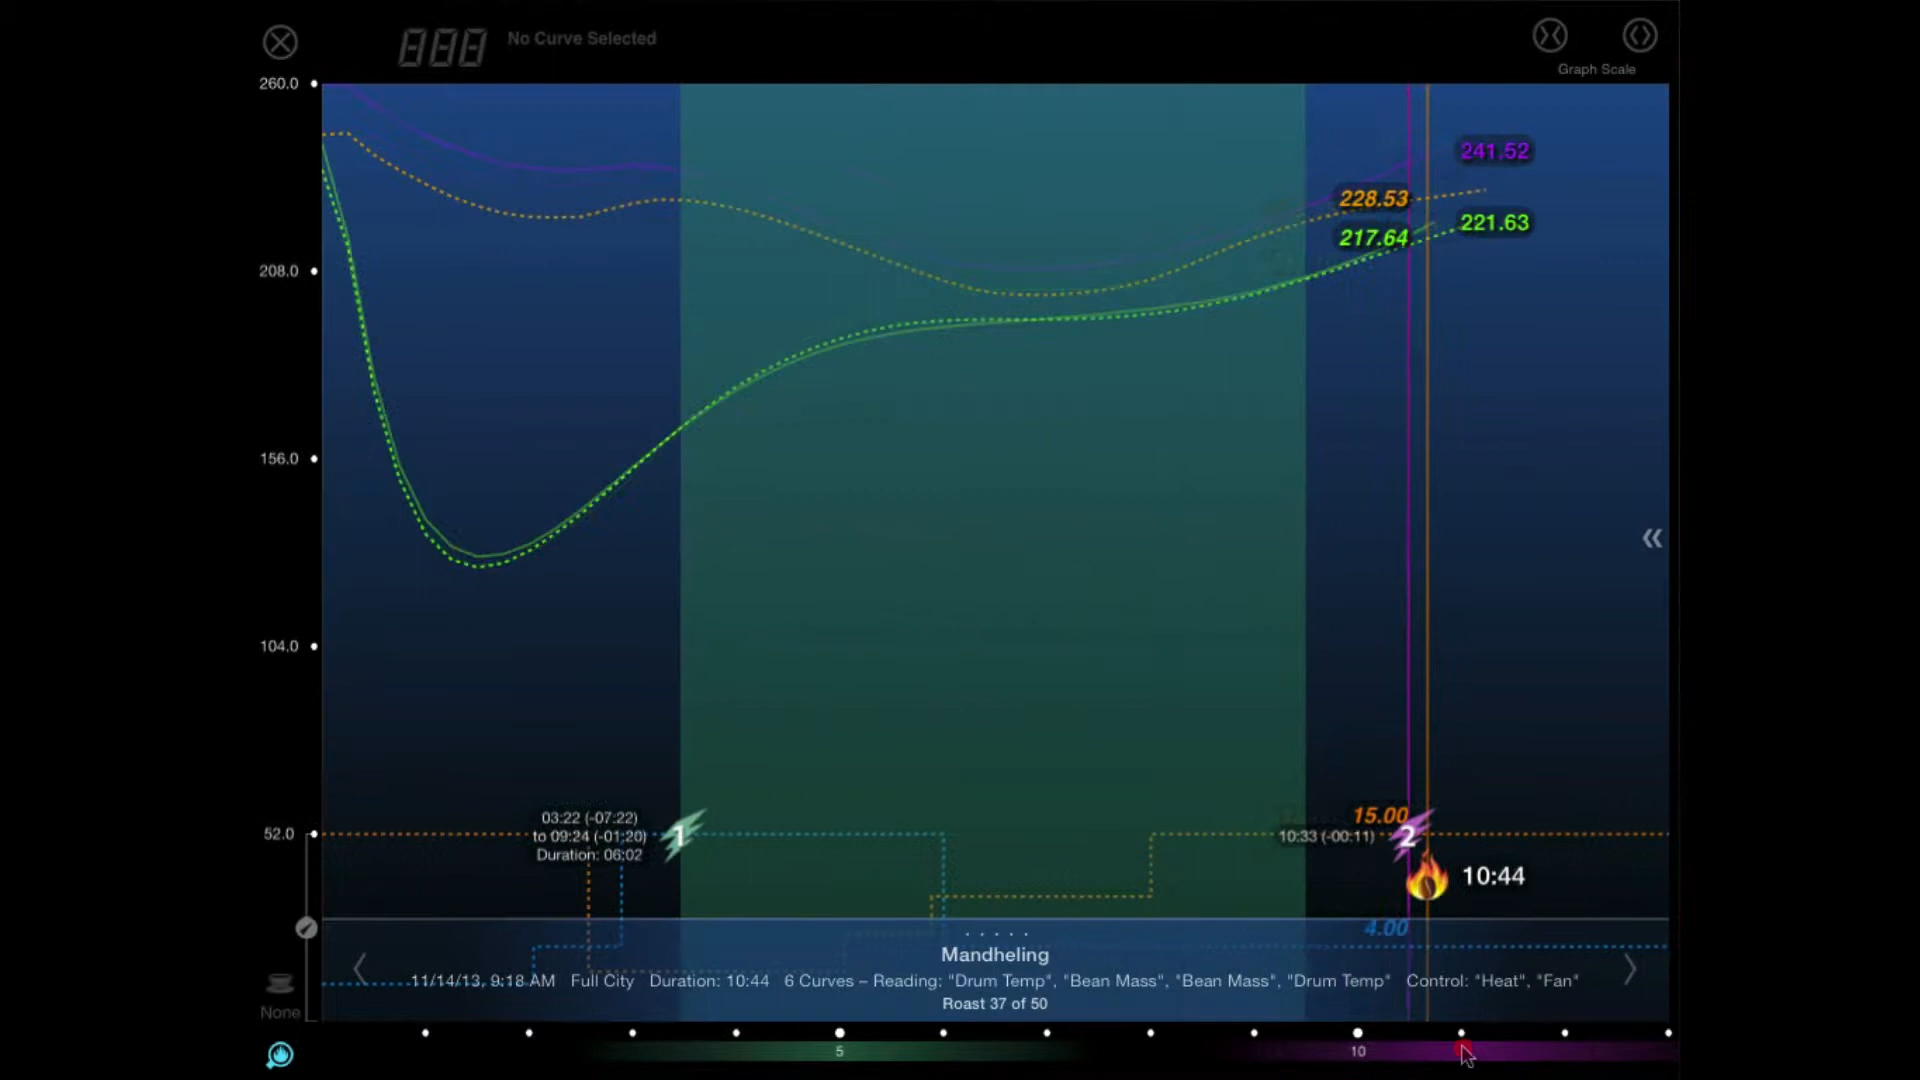 888
No Curve Selected
Graph Scale
260.0
241.52
228.53
221.63
217.64
208.0
156.0
104.0
52.0
03:22 (-07:22)
to 09:24 (-01:20)
Duration: 06:02
1
15.00
10:33 (-00:11)
2
10:44
4.00
Mandheling
11/14/13, 9:18 AM Full City Duration: 10:44 6 Curves – Reading: "Drum Temp", "Bean Mass", "Bean Mass", "Drum Temp" Control: "Heat", "Fan"
Roast 37 of 50
None
5
10